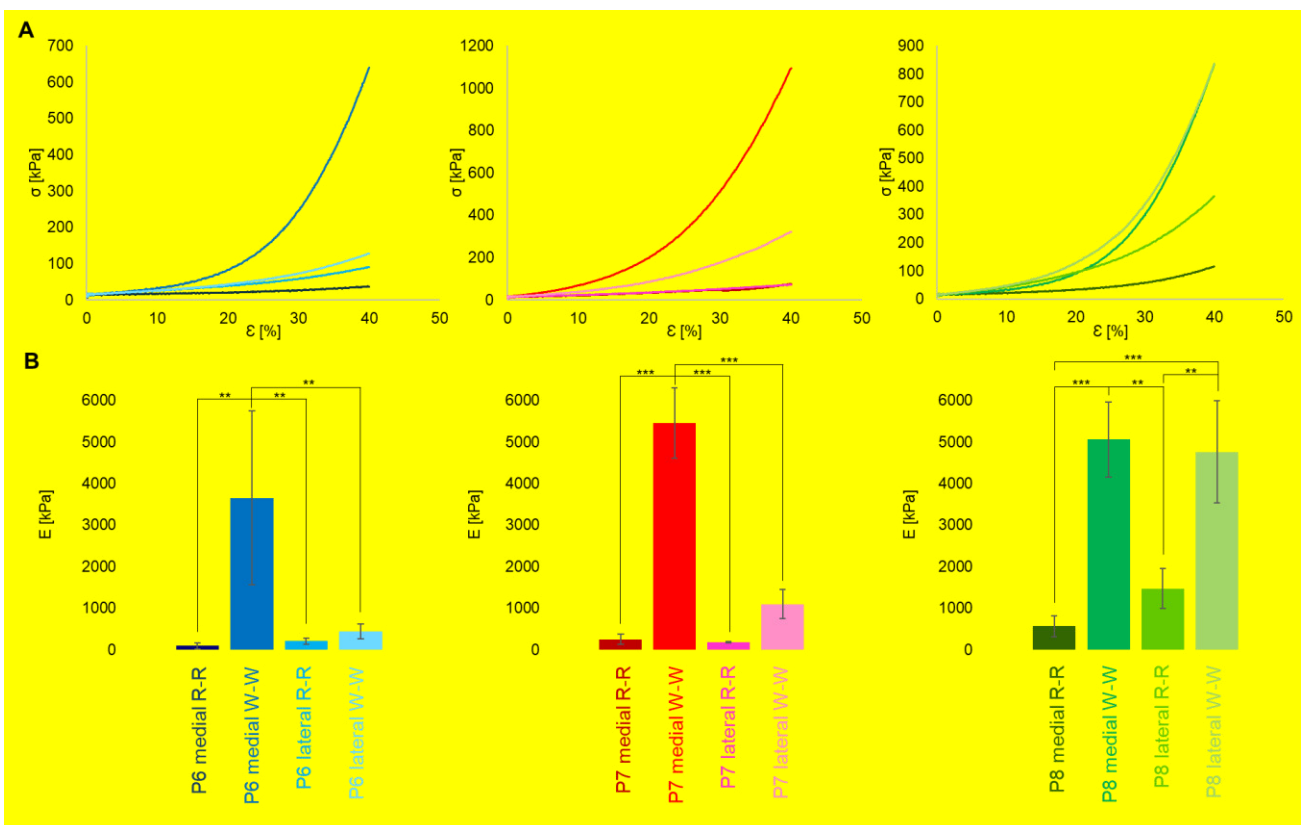 A
700
600
500
400
300
200
100
0
σ [kPa]
0 10 20 30 40 50
Ɛ [%]
1200
1000
800
600
400
200
0
σ [kPa]
0 10 20 30 40 50
Ɛ [%]
900
800
700
600
500
400
300
200
100
0
σ [kPa]
0 10 20 30 40 50
Ɛ [%]
B
6000
5000
4000
3000
2000
1000
0
E [kPa]
** ** **
P6 medial R-R
P6 medial W-W
P6 lateral R-R
P6 lateral W-W
6000
5000
4000
3000
2000
1000
0
E [kPa]
*** *** ***
P7 medial R-R
P7 medial W-W
P7 lateral R-R
P7 lateral W-W
6000
5000
4000
3000
2000
1000
0
E [kPa]
***
**
*** **
P8 medial R-R
P8 medial W-W
P8 lateral R-R
P8 lateral W-W